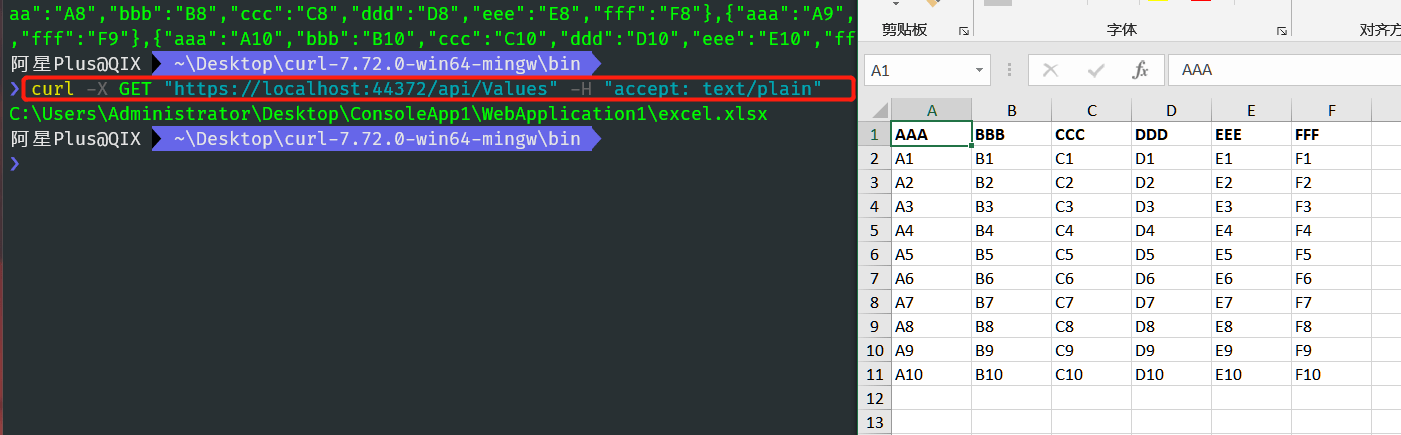 aa":"A8","bbb":"B8","ccc":"C8","ddd":"D8","eee":"E8","fff":"F8"},{"aaa":"A9",
,"fff":"F9"},{"aaa":"A10","bbb":"B10","ccc":"C10","ddd":"D10","eee":"E10","ff
阿星Plus@QIX ~\Desktop\curl-7.72.0-win64-mingw\bin
❯ curl -X GET "https://localhost:44372/api/Values" -H "accept: text/plain"
C:\Users\Administrator\Desktop\ConsoleApp1\WebApplication1\excel.xlsx
阿星Plus@QIX ~\Desktop\curl-7.72.0-win64-mingw\bin
❯
剪贴板 字体 对齐方
A1 fx AAA
A B C D E F
1 AAA BBB CCC DDD EEE FFF
2 A1 B1 C1 D1 E1 F1
3 A2 B2 C2 D2 E2 F2
4 A3 B3 C3 D3 E3 F3
5 A4 B4 C4 D4 E4 F4
6 A5 B5 C5 D5 E5 F5
7 A6 B6 C6 D6 E6 F6
8 A7 B7 C7 D7 E7 F7
9 A8 B8 C8 D8 E8 F8
10 A9 B9 C9 D9 E9 F9
11 A10 B10 C10 D10 E10 F10
12
13